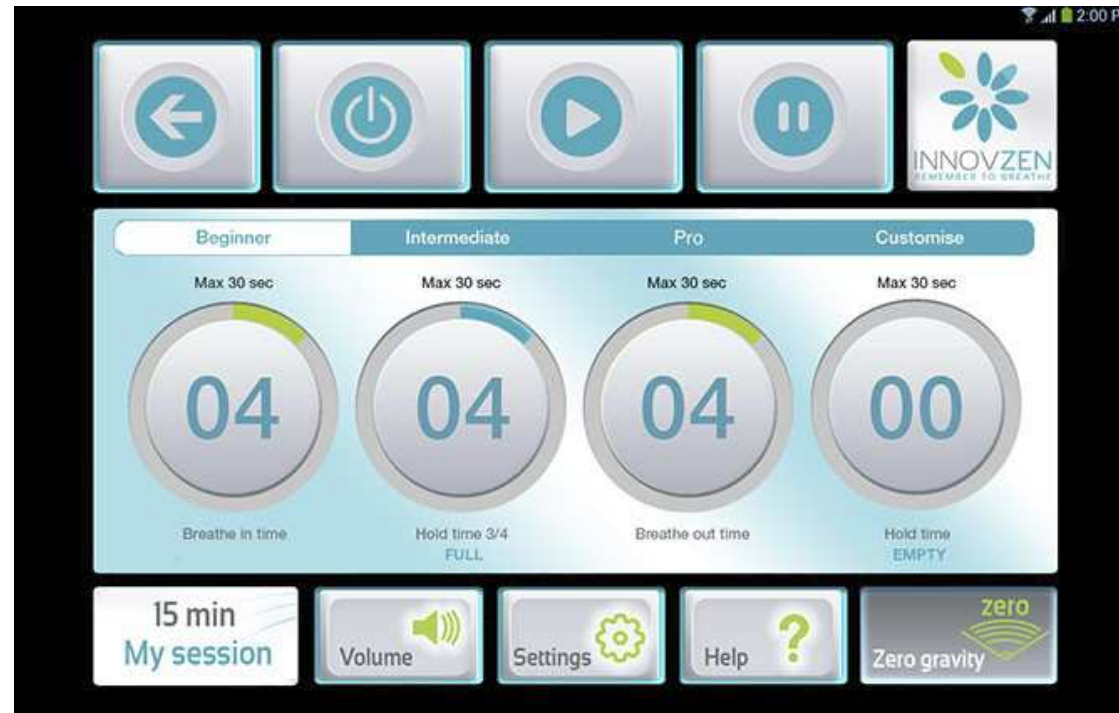 2:00 P
INNOVZEN
REMEMBER TO BREATHE
Beginner Intermediate Pro Customise
Max 30 sec Max 30 sec Max 30 sec Max 30 sec
04 04 04 00
Breathe in time Hold time 3/4 Breathe out time Hold time
FULL EMPTY
15 min
My session
Volume
Settings
Help
?
zero
Zero gravity